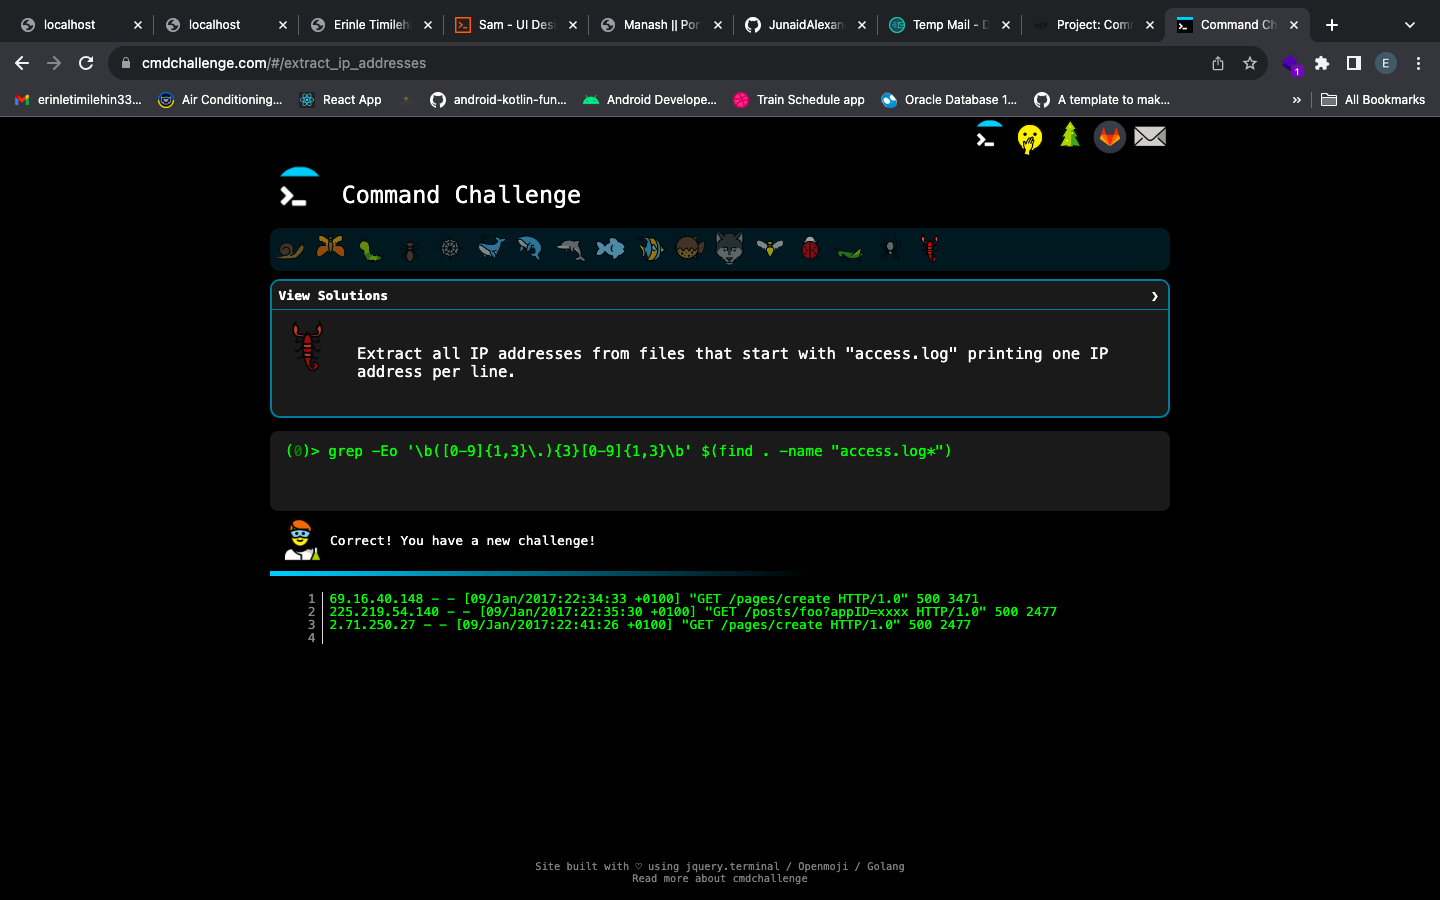 localhost
localhost
Erinle Timileh
Sam - UI Desi
Manash || Por
JunaidAlexan
Temp Mail - D
Project: Com
Command Ch
cmdchallenge.com/#/extract_ip_addresses
1
E
erinletimilehin33...
Air Conditioning...
React App
android-kotlin-fun...
Android Develope...
Train Schedule app
Oracle Database 1...
A template to mak...
»
All Bookmarks
Command Challenge
View Solutions
Extract all IP addresses from files that start with "access.log" printing one IP
address per line.
(0)> grep -Eo '\b([0-9]{1,3}\.){3}[0-9]{1,3}\b' $(find . -name "access.log*")
Correct! You have a new challenge!
1 69.16.40.148 - - [09/Jan/2017:22:34:33 +0100] "GET /pages/create HTTP/1.0" 500 3471
2 225.219.54.140 - - [09/Jan/2017:22:35:30 +0100] "GET /posts/foo?appID=xxxx HTTP/1.0" 500 2477
3 2.71.250.27 - - [09/Jan/2017:22:41:26 +0100] "GET /pages/create HTTP/1.0" 500 2477
4
Site built with ♡ using jquery.terminal / Openmoji / Golang
Read more about cmdchallenge